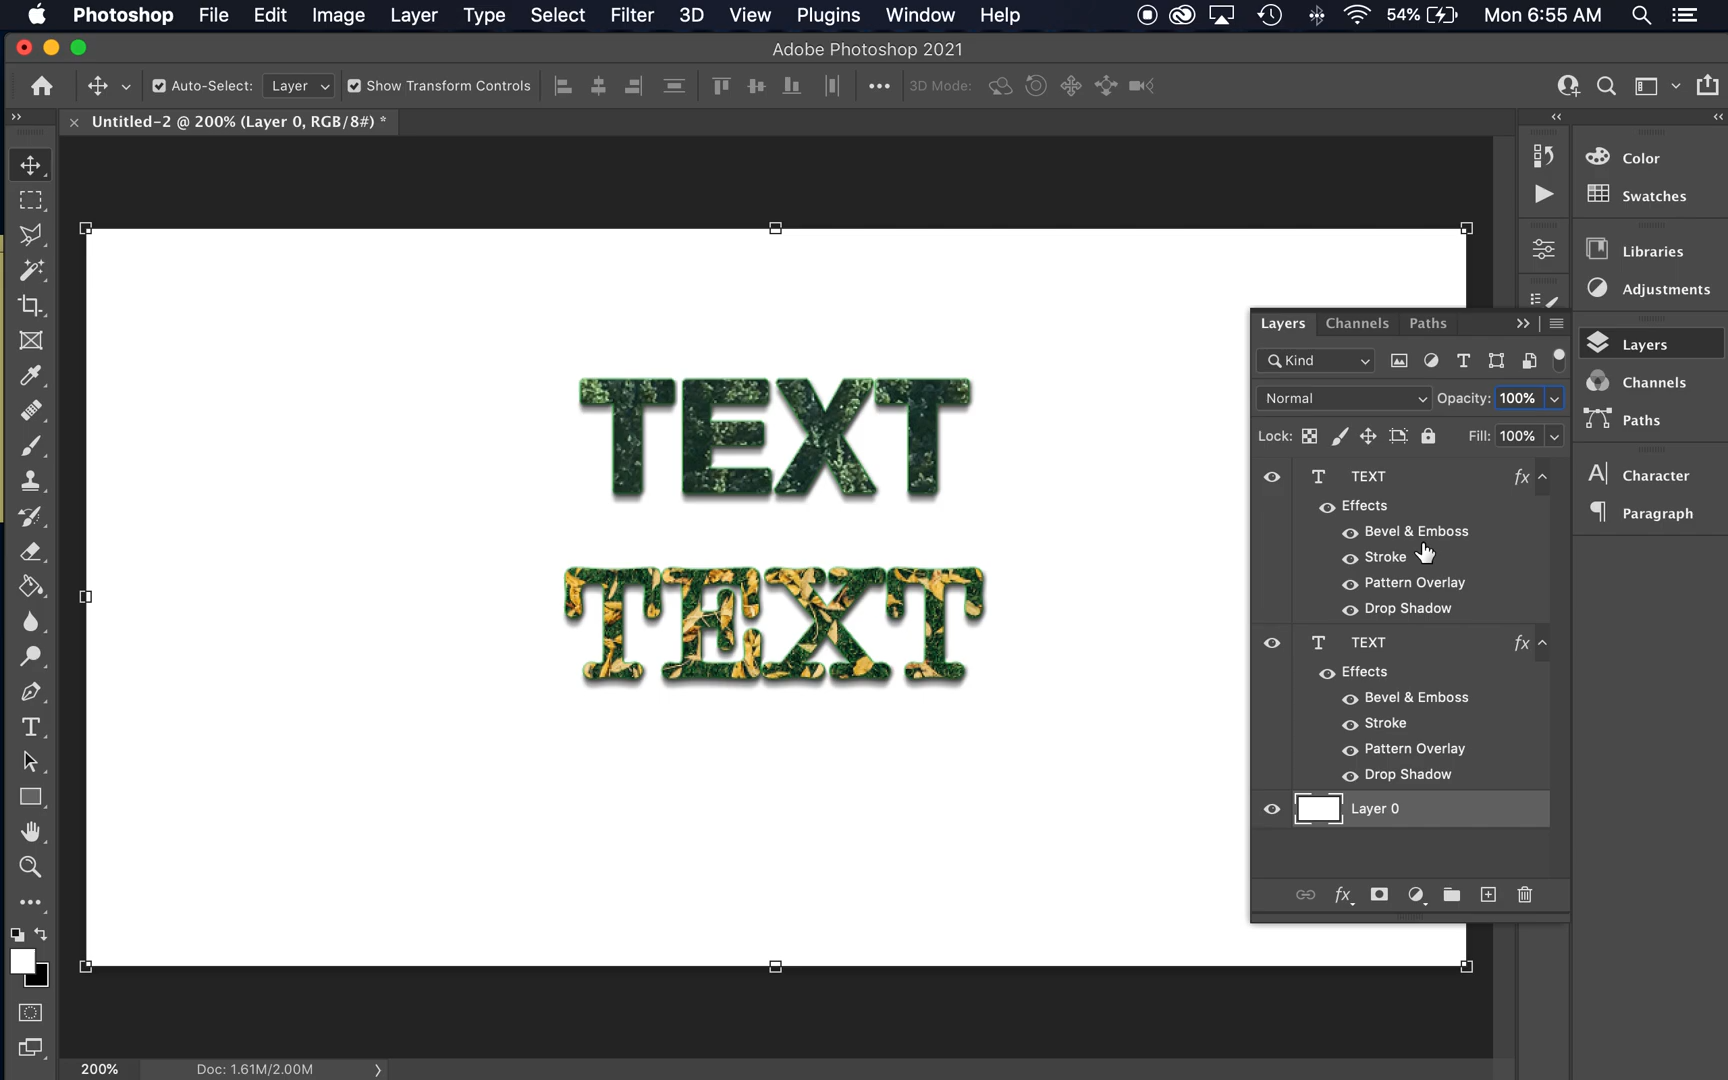 Photoshop File Edit Image Layer Type Select Filter 3D View Plugins Window Help 54% Mon 6:55 AM
Adobe Photoshop 2021
Auto-Select: Layer Show Transform Controls 3D Mode:
Untitled-2 @ 200% (Layer 0, RGB/8#) *
Color
Swatches
Libraries
Adjustments
Layers
Channels
Paths
Character
Paragraph
TEXT
TEXT
Layers Channels Paths
Kind
Normal Opacity: 100%
Lock: Fill: 100%
T TEXT fx
Effects
Bevel & Emboss
Stroke
Pattern Overlay
Drop Shadow
T TEXT fx
Effects
Bevel & Emboss
Stroke
Pattern Overlay
Drop Shadow
Layer 0
fx
200% Doc: 1.61M/2.00M